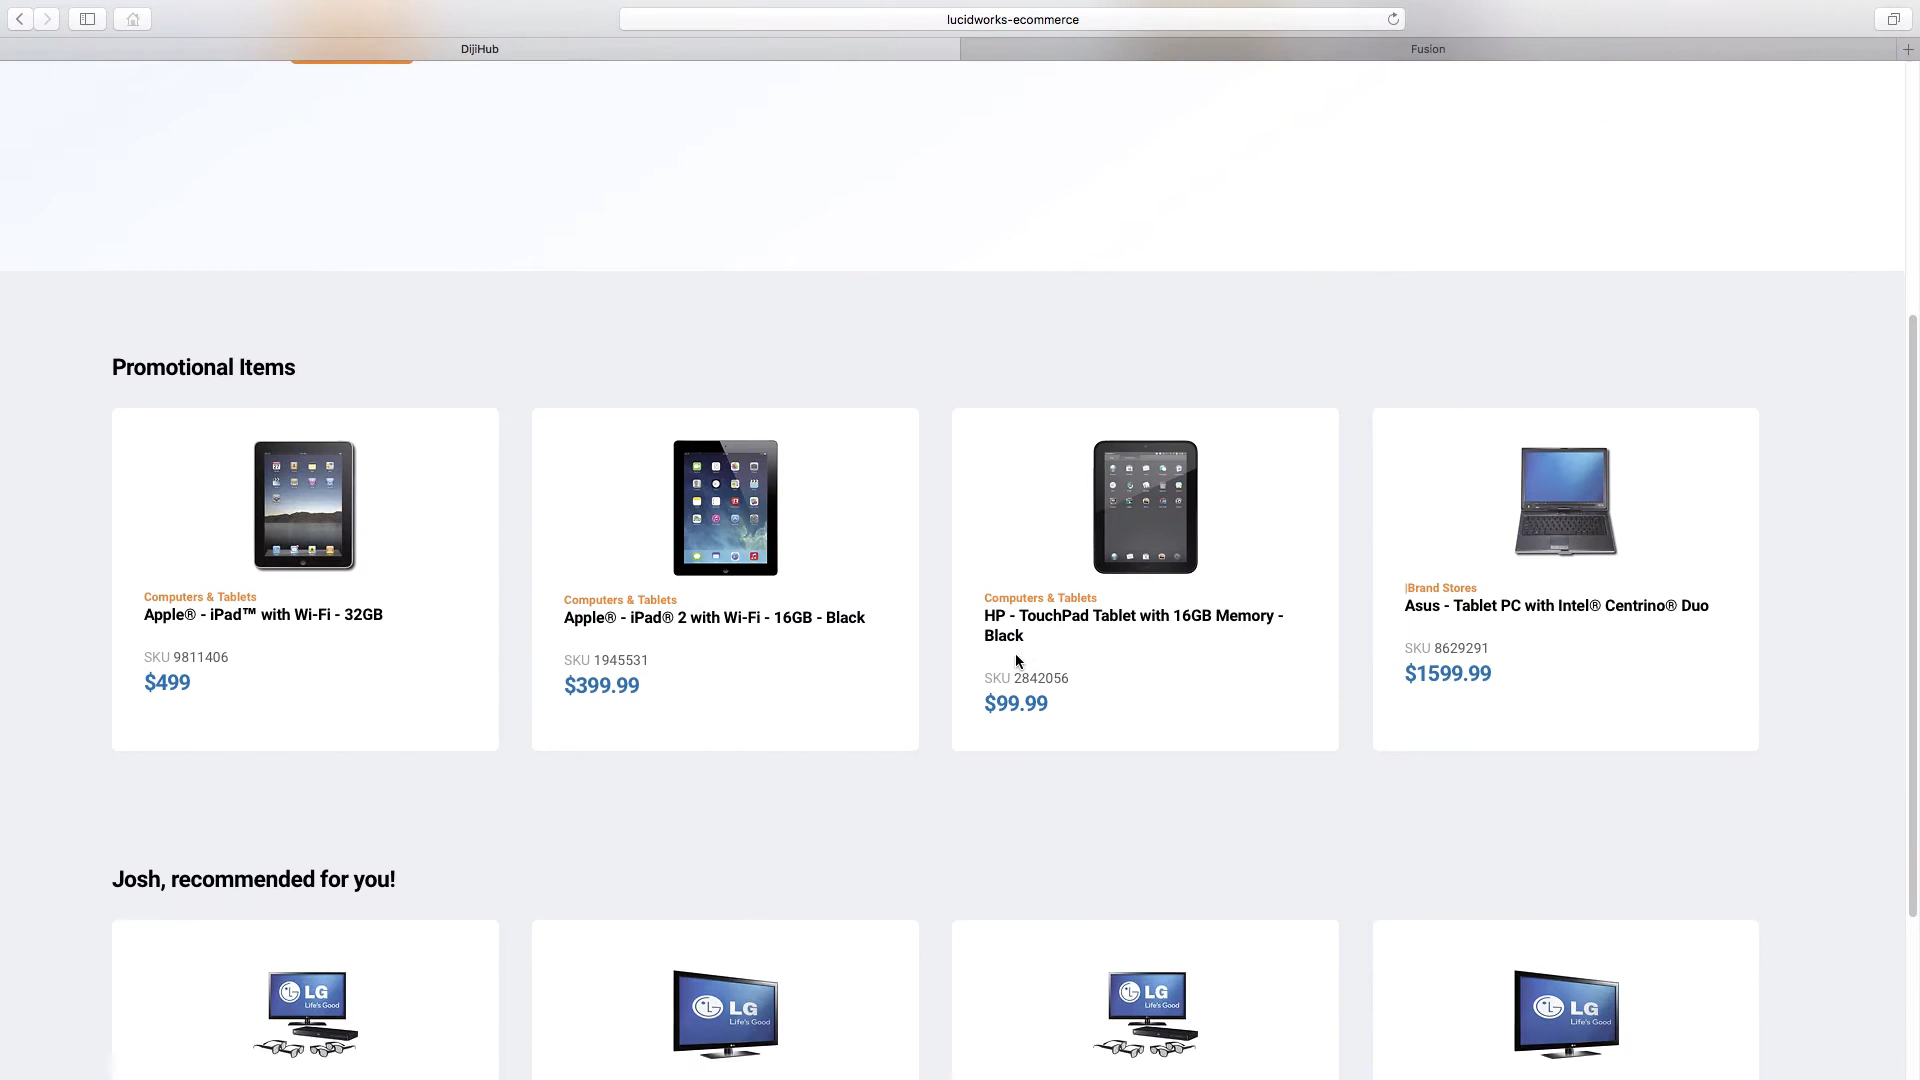 lucidworks-ecommerce
DijiHub
Fusion
Promotional Items
Computers & Tablets
Apple® - iPad™ with Wi-Fi - 32GB
SKU 9811406
$499
Computers & Tablets
Apple® - iPad® 2 with Wi-Fi - 16GB - Black
SKU 1945531
$399.99
Computers & Tablets
HP - TouchPad Tablet with 16GB Memory -
Black
SKU 2842056
$99.99
|Brand Stores
Asus - Tablet PC with Intel® Centrino® Duo
SKU 8629291
$1599.99
Josh, recommended for you!
LG
Life's Good
LG
Life's Good
LG
Life's Good
LG
Life's Good